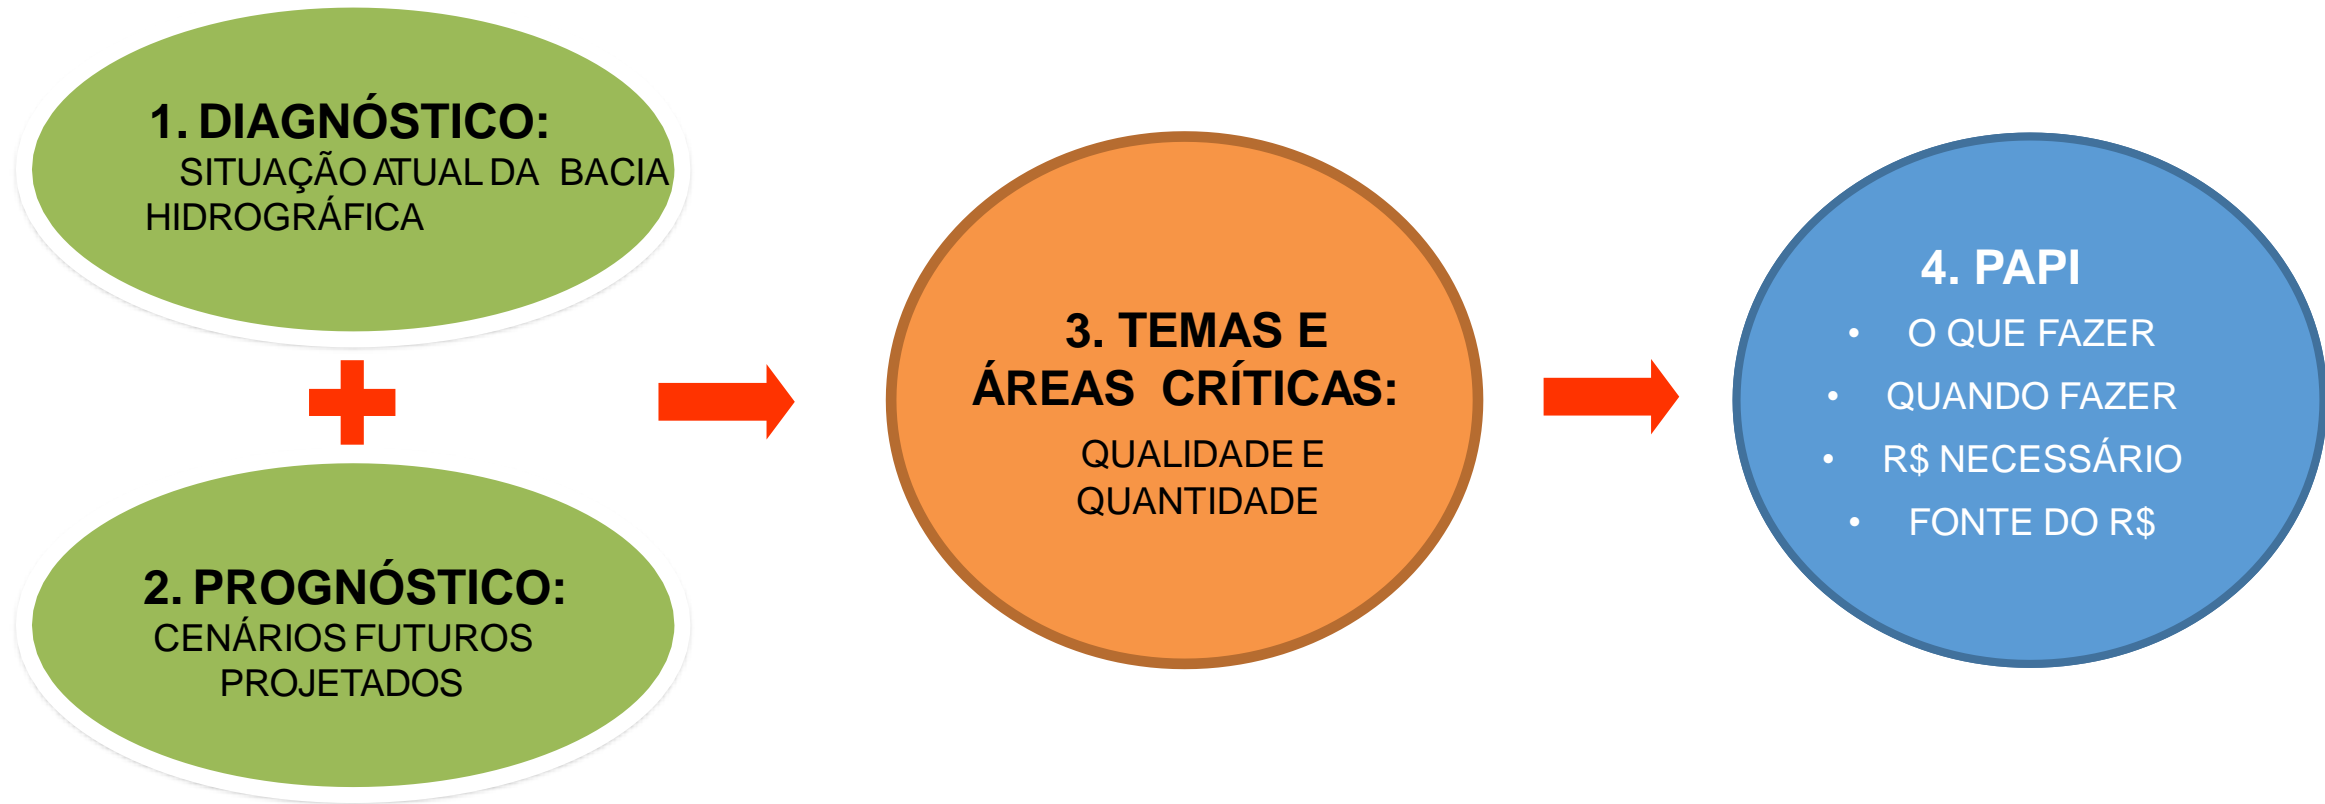 1. DIAGNÓSTICO:
SITUAÇÃO ATUAL DA BACIA
HIDROGRÁFICA
2. PROGNÓSTICO:
CENÁRIOS FUTUROS
PROJETADOS
3. TEMAS E
ÁREAS CRÍTICAS:
QUALIDADE E
QUANTIDADE
4. PAPI
• O QUE FAZER
• QUANDO FAZER
• R$ NECESSÁRIO
• FONTE DO R$